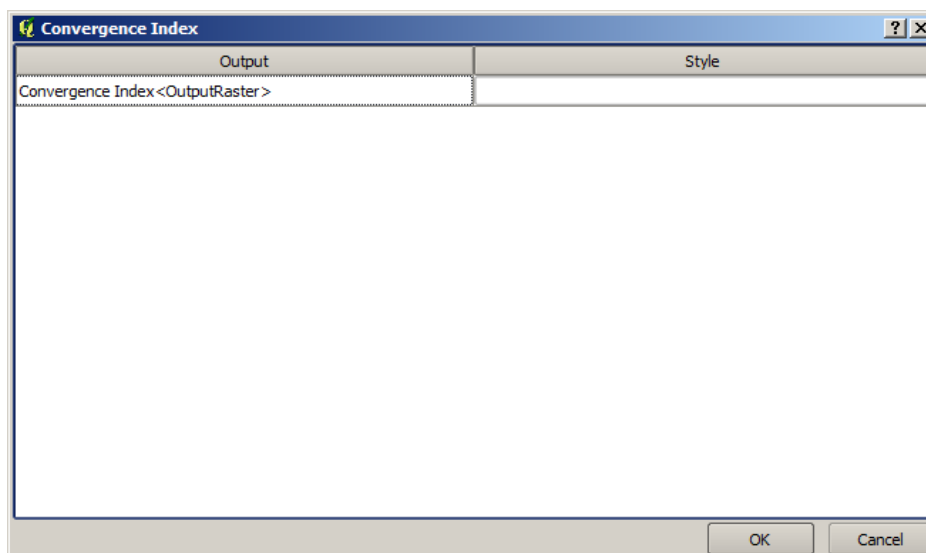 Convergence Index
Output Style
Convergence Index<OutputRaster>
OK Cancel